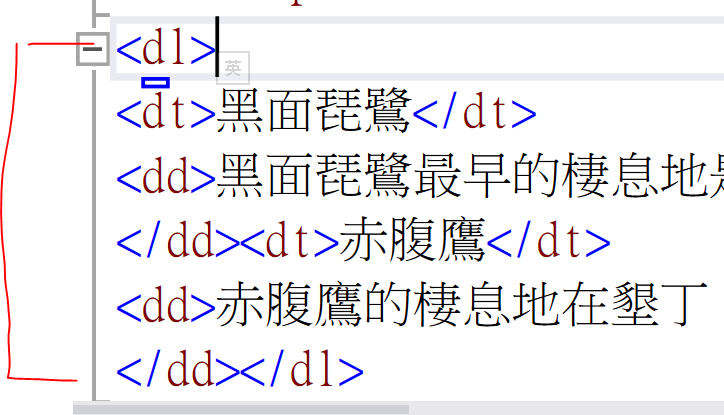 <dl>
英
<dt>黑面琵鷺</dt>
<dd>黑面琵鷺最早的棲息地是
</dd><dt>赤腹鷹</dt>
<dd>赤腹鷹的棲息地在墾丁
</dd></dl>